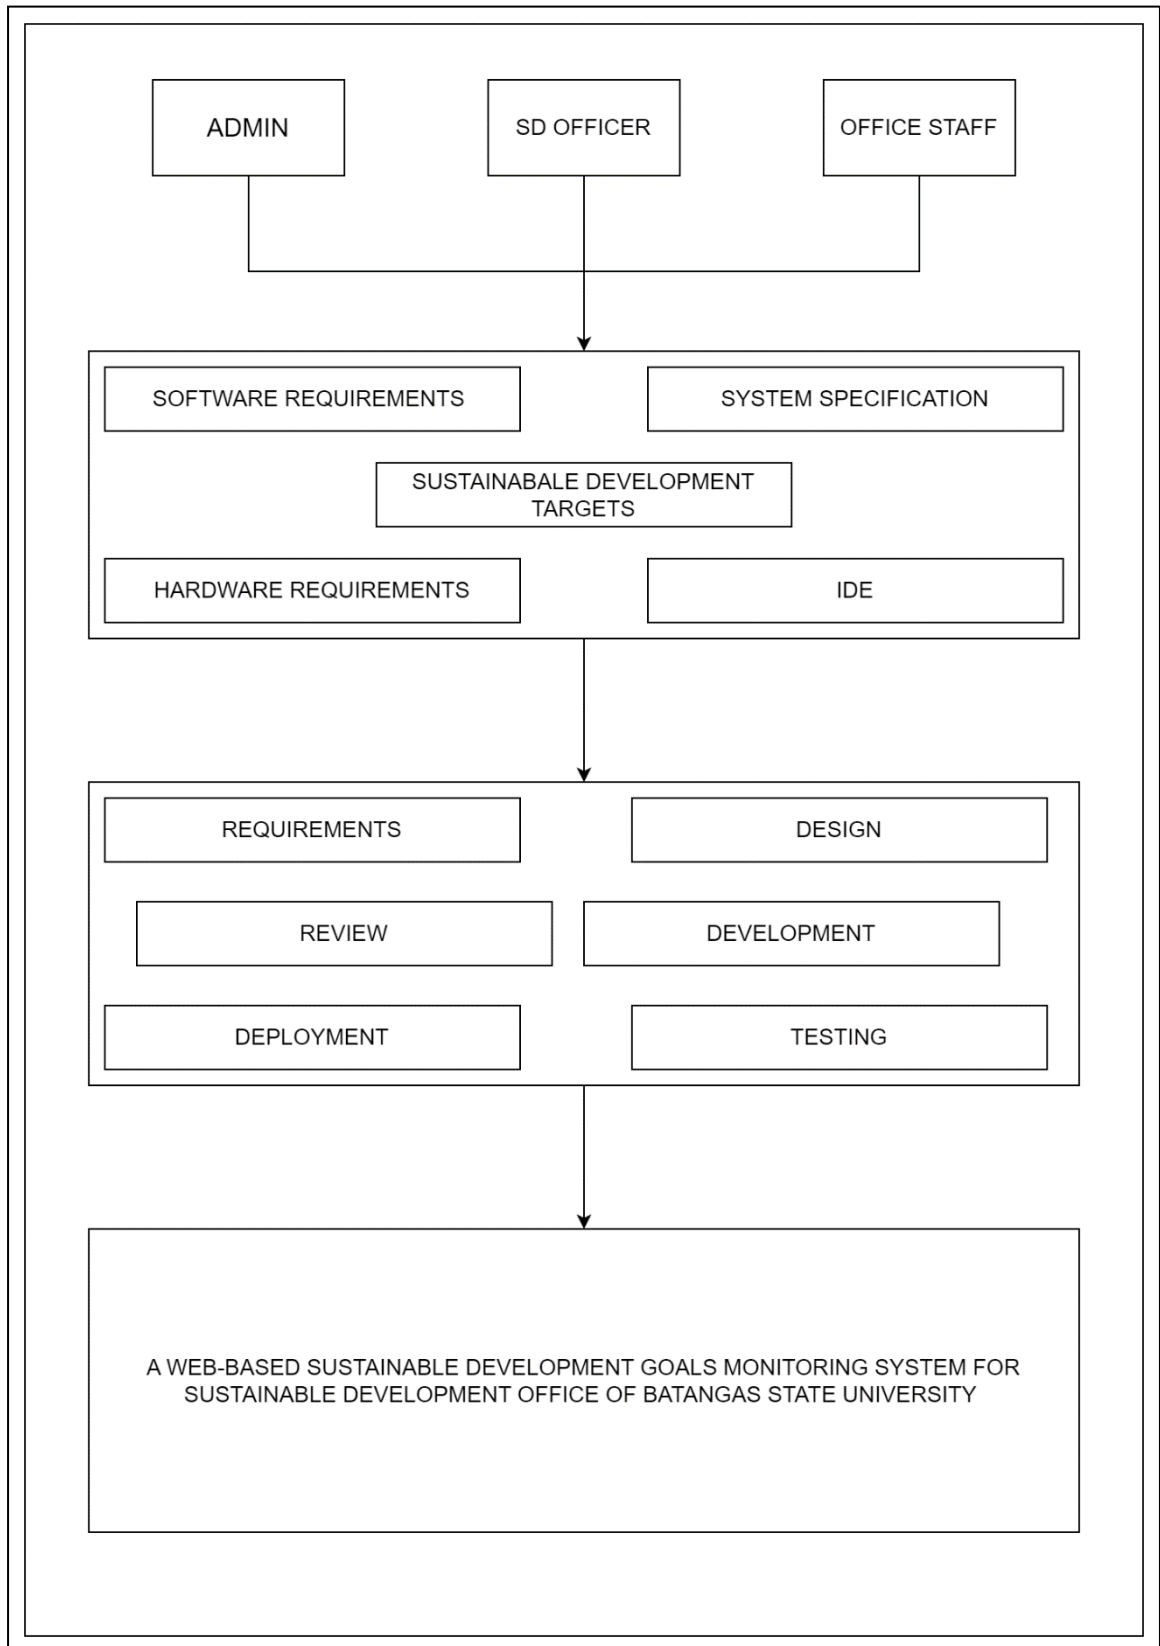 ADMIN
SD OFFICER
OFFICE STAFF
SOFTWARE REQUIREMENTS
SYSTEM SPECIFICATION
SUSTAINABALE DEVELOPMENT
TARGETS
HARDWARE REQUIREMENTS
IDE
REQUIREMENTS
DESIGN
REVIEW
DEVELOPMENT
DEPLOYMENT
TESTING
A WEB-BASED SUSTAINABLE DEVELOPMENT GOALS MONITORING SYSTEM FOR
SUSTAINABLE DEVELOPMENT OFFICE OF BATANGAS STATE UNIVERSITY